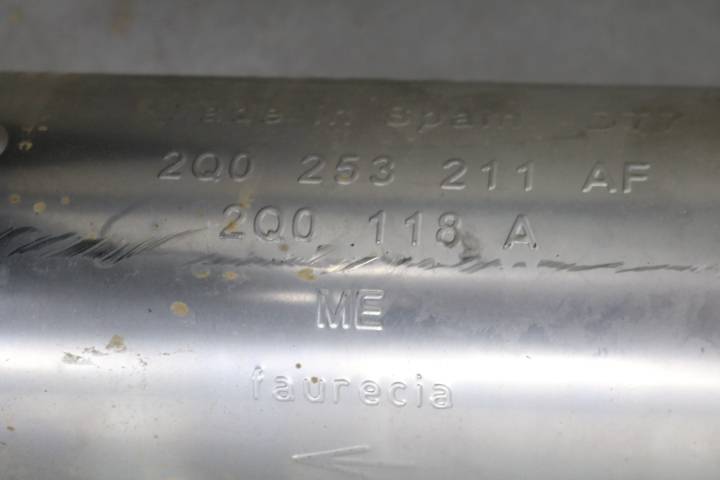 Made in Spain
2Q0 253 211 AF
2Q0 118 A
ME
faurecia